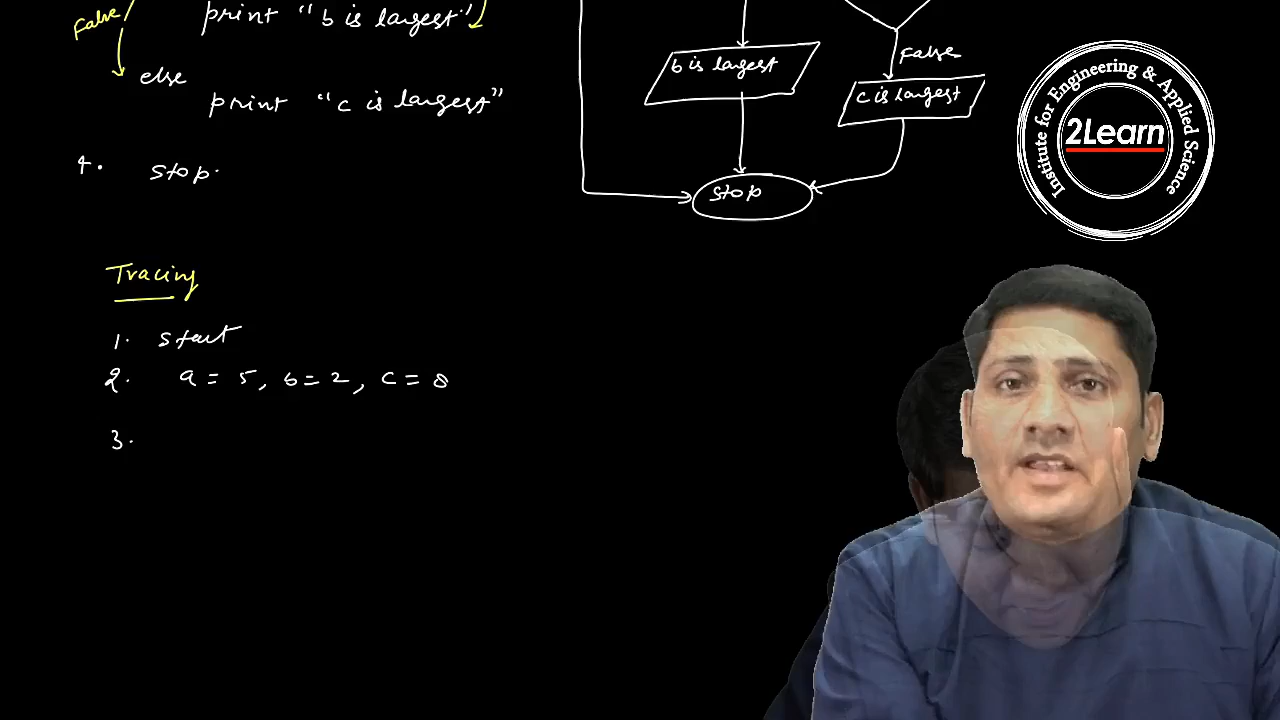 False
print "b is largest"
else
print "c is largest"
4. stop.
b is largest
False
c is largest
stop
Institute for Engineering & Applied Science
2Learn
Tracing
1. start
2. a = 5, b = 2, c = 8
3.